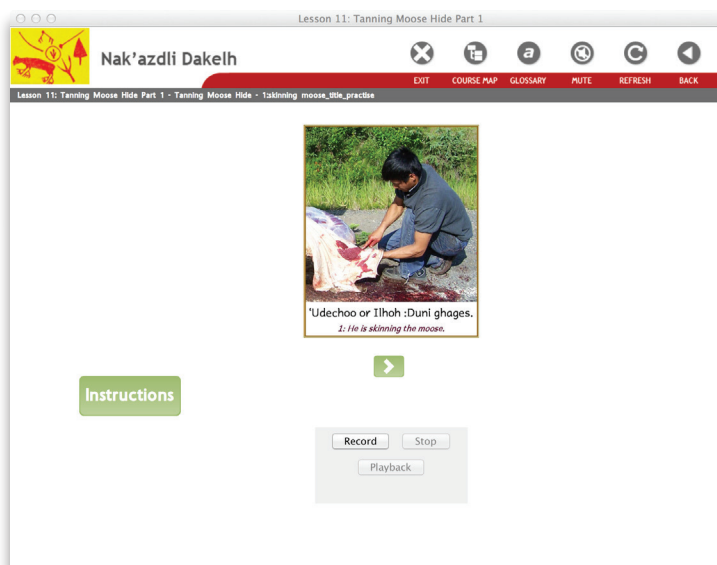 Lesson 11: Tanning Moose Hide Part 1
Nak'azdli Dakelh
EXIT COURSE MAP GLOSSARY MUTE REFRESH BACK
Lesson 11: Tanning Moose Hide Part 1 - Tanning Moose Hide - 1:skinning moose_title_practise
'Udechoo or Ilhoh :Duni ghages.
1: He is skinning the moose.
Instructions
Record Stop
Playback